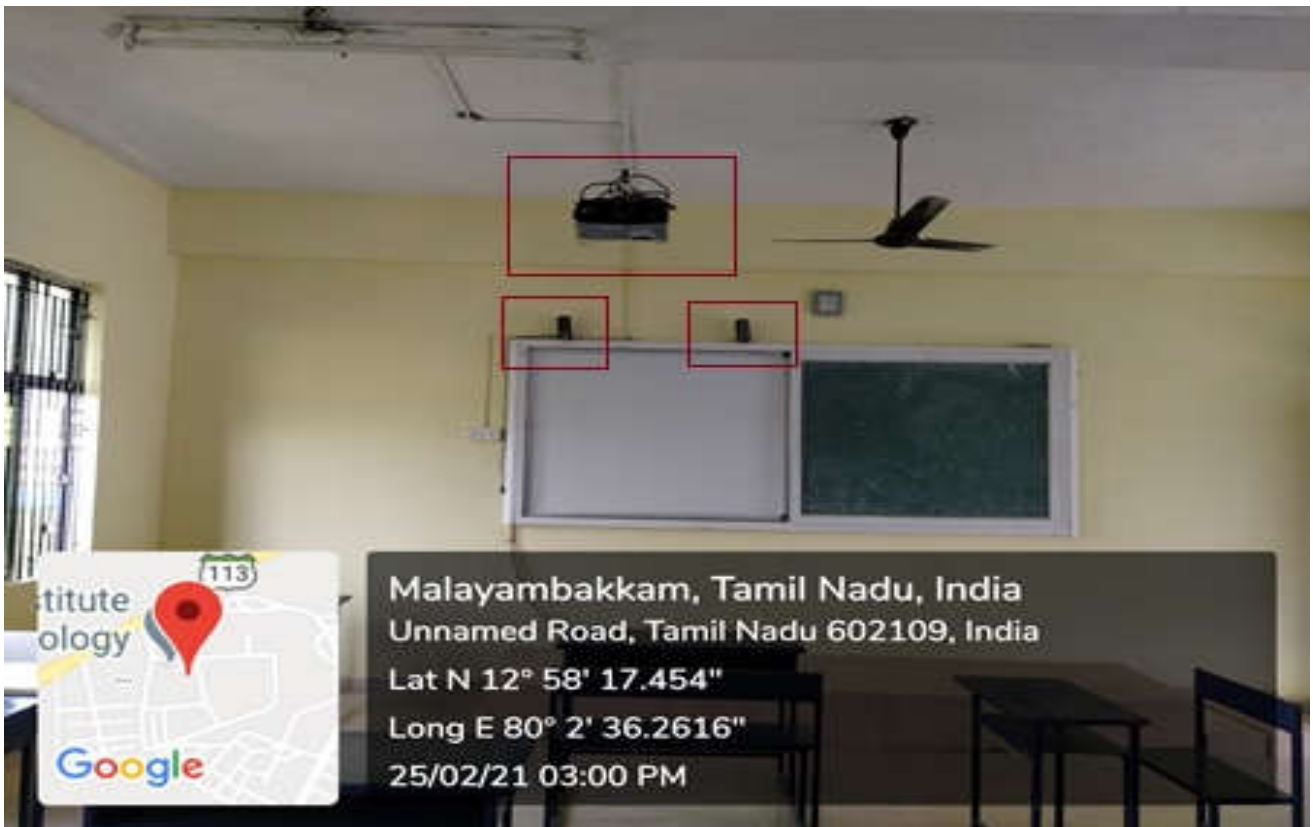 113
titute
ology
Google
Malayambakkam, Tamil Nadu, India
Unnamed Road, Tamil Nadu 602109, India
Lat N 12° 58' 17.454"
Long E 80° 2' 36.2616"
25/02/21 03:00 PM